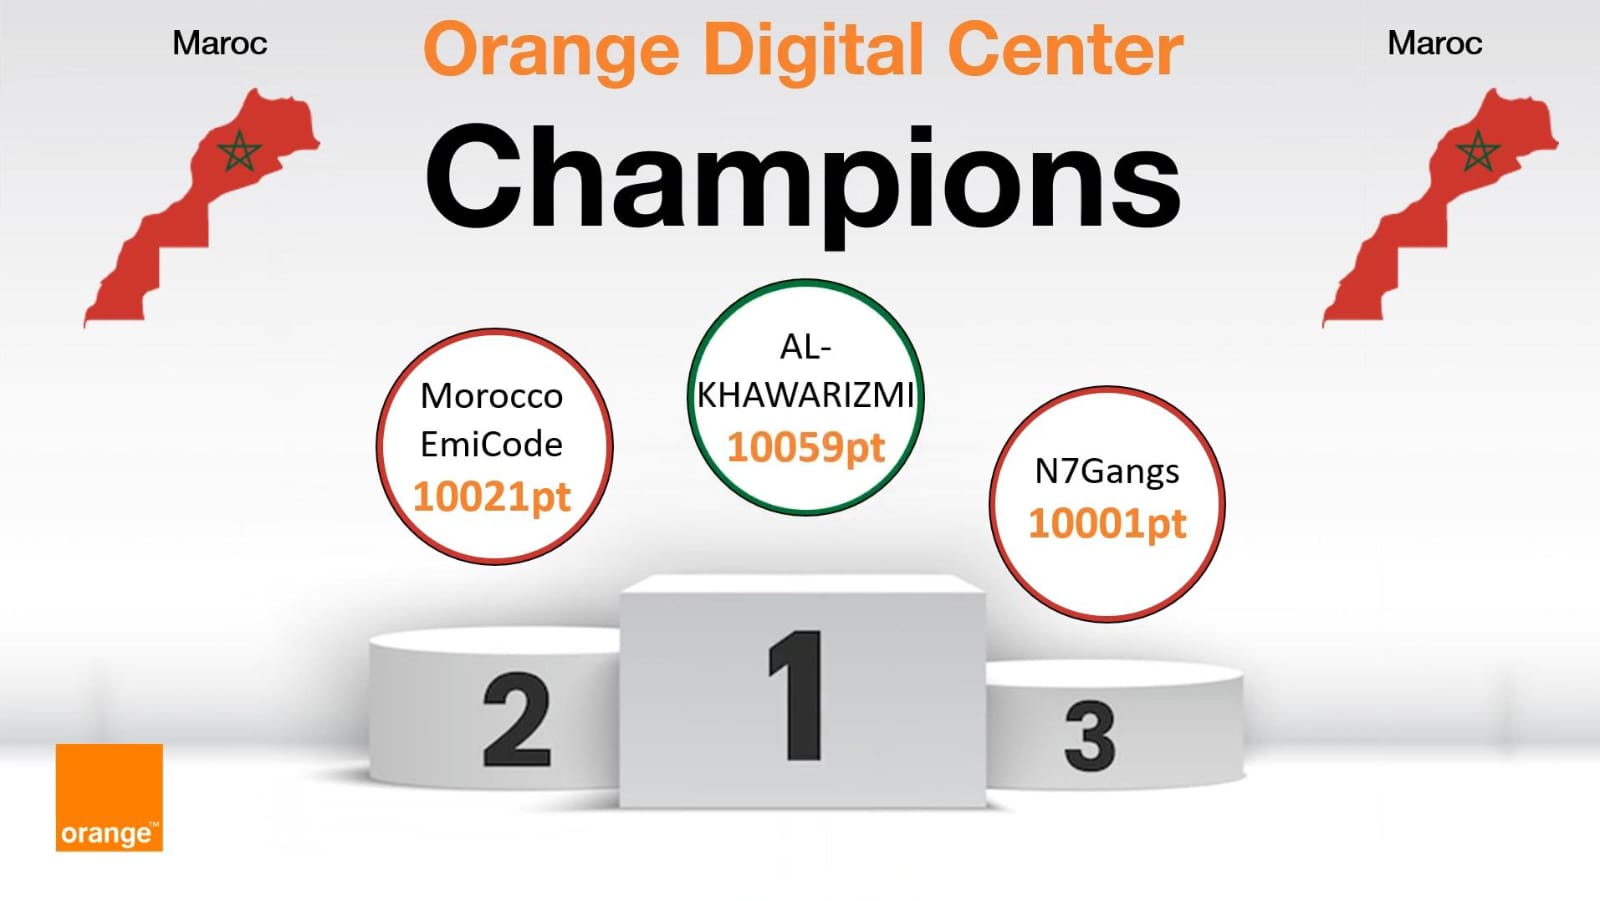 Maroc
Orange Digital Center
Maroc
Champions
AL-
KHAWARIZMI
10059pt
Morocco
EmiCode
10021pt
N7Gangs
10001pt
1
2
3
orange™